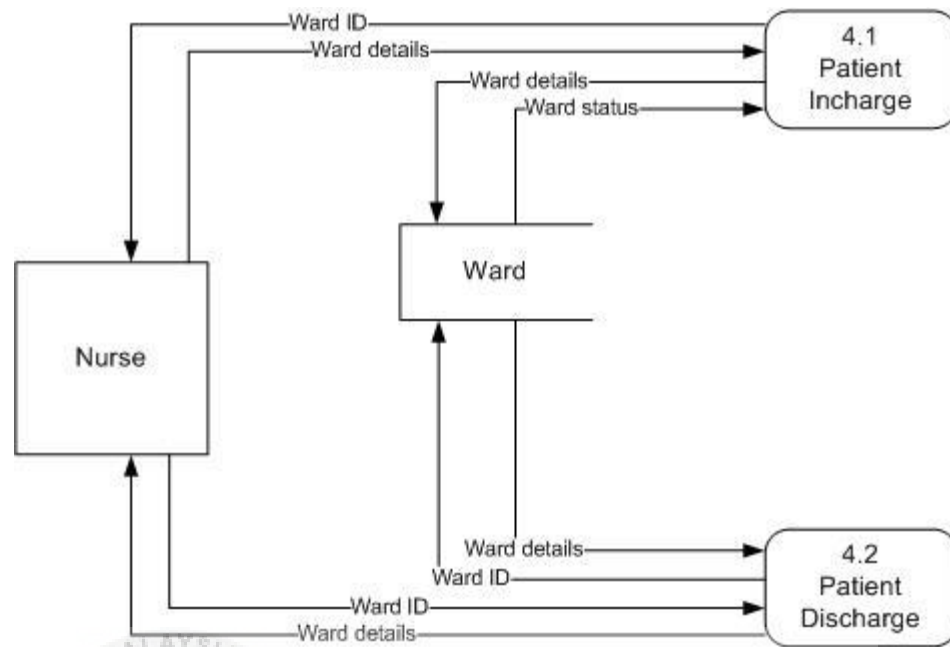 Ward ID
Ward details
4.1
Patient
Incharge
Ward details
Ward status
Ward
Nurse
Ward details
Ward ID
4.2
Patient
Discharge
Ward ID
Ward details